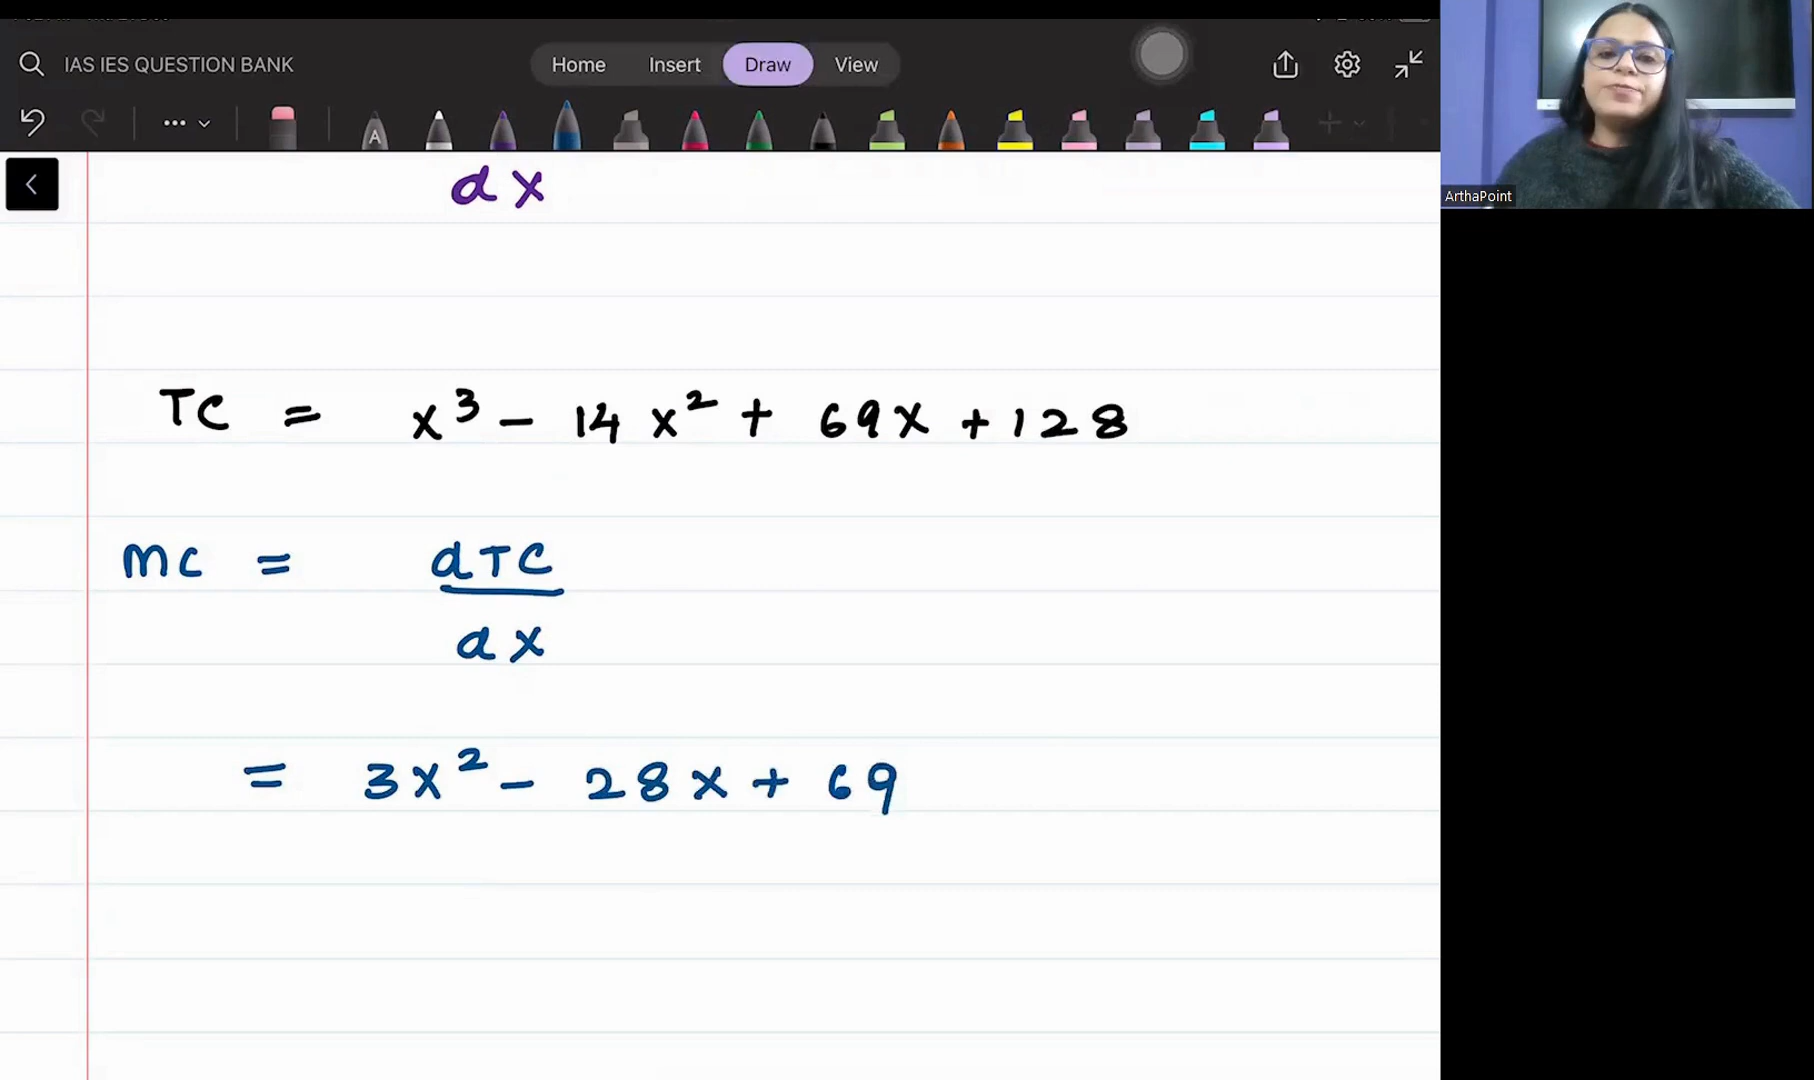 IAS IES QUESTION BANK
Home Insert Draw View
A
ArthaPoint
dx
TC = x³ - 14x² + 69x + 128
MC = dTC
dx
= 3x² - 28x + 69